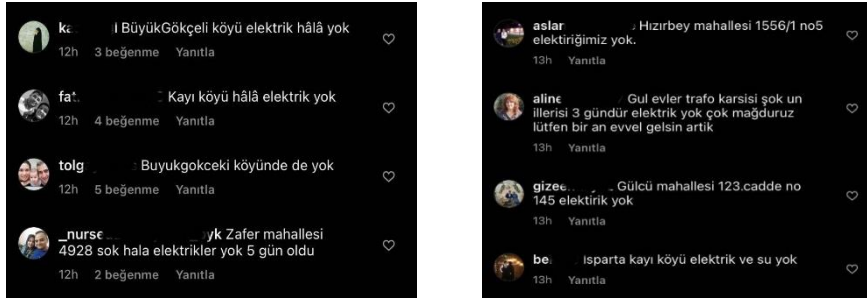 BüyükGökçeli köyü elektrik hâlâ yok
12h 3 beğenme Yanıtla
fat. Kayı köyü hâlâ elektrik yok
12h 4 beğenme Yanıtla
tolg Buyukgokceki köyünde de yok
12h 5 beğenme Yanıtla
_nurse yk Zafer mahallesi
4928 sok hala elektrikler yok 5 gün oldu
12h 2 beğenme Yanıtla
aslar Hızırbey mahallesi 1556/1 no5
elektiriğimiz yok.
13h Yanıtla
aline Gul evler trafo karsisi şok un
illerisi 3 gündür elektrik yok çok mağduruz
lütfen bir an evvel gelsin artik
13h Yanıtla
gizee Gülcü mahallesi 123.cadde no
145 elektirik yok
13h Yanıtla
be isparta kayı köyü elektrik ve su yok
13h Yanıtla